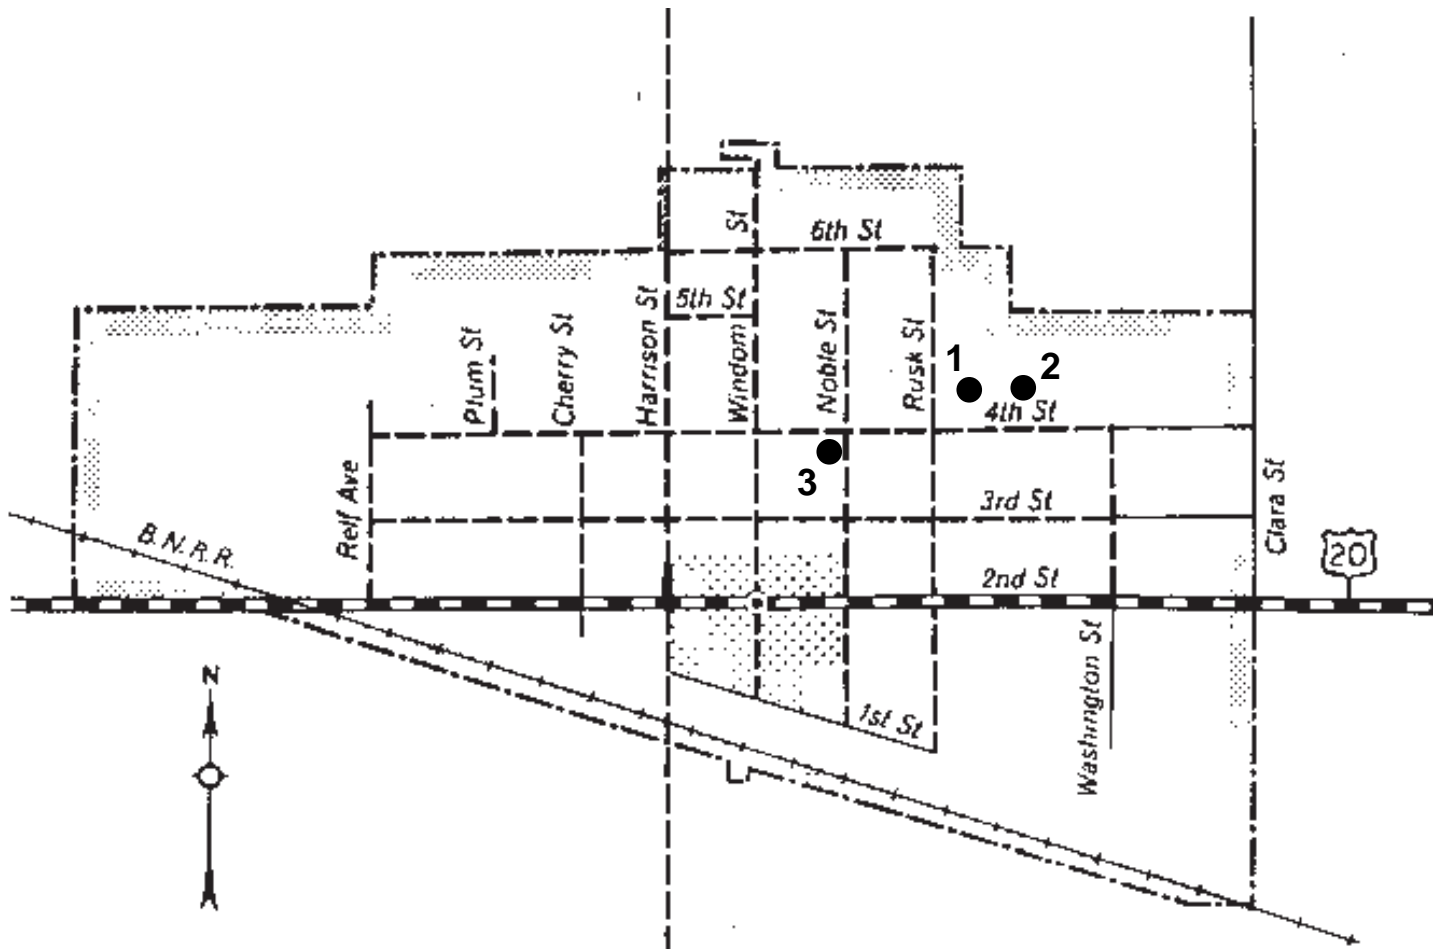 St
6th St
5th St
Plum St
Cherry St
Harrison St
Windom
Noble St
Rusk St
1
2
4th St
3
Relf Ave
3rd St
Clara St
B.N.R.R.
20
2nd St
Washington St
1st St
N